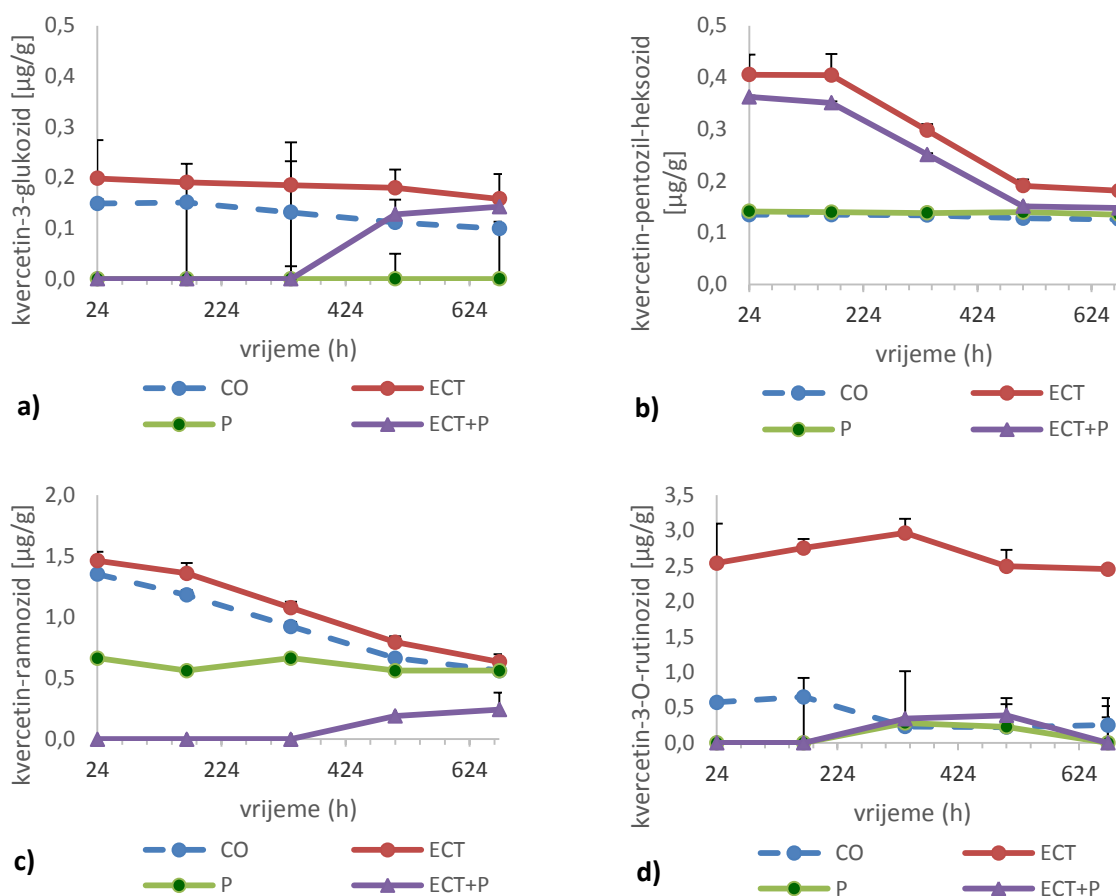 kvercetin-3-glukozid [µg/g]
0,5
0,4
0,3
0,2
0,1
0,0
24
224
424
624
vrijeme (h)
CO
ECT
P
ECT+P
a)
kvercetin-pentozil-heksozid
[µg/g]
0,5
0,4
0,3
0,2
0,1
0,0
24
224
424
624
vrijeme (h)
CO
ECT
P
ECT+P
b)
kvercetin-ramnozid [µg/g]
2,0
1,5
1,0
0,5
0,0
24
224
424
624
vrijeme (h)
CO
ECT
P
ECT+P
c)
kvercetin-3-O-rutinozid [µg/g]
3,5
3,0
2,5
2,0
1,5
1,0
0,5
0,0
24
224
424
624
vrijeme (h)
CO
ECT
P
ECT+P
d)